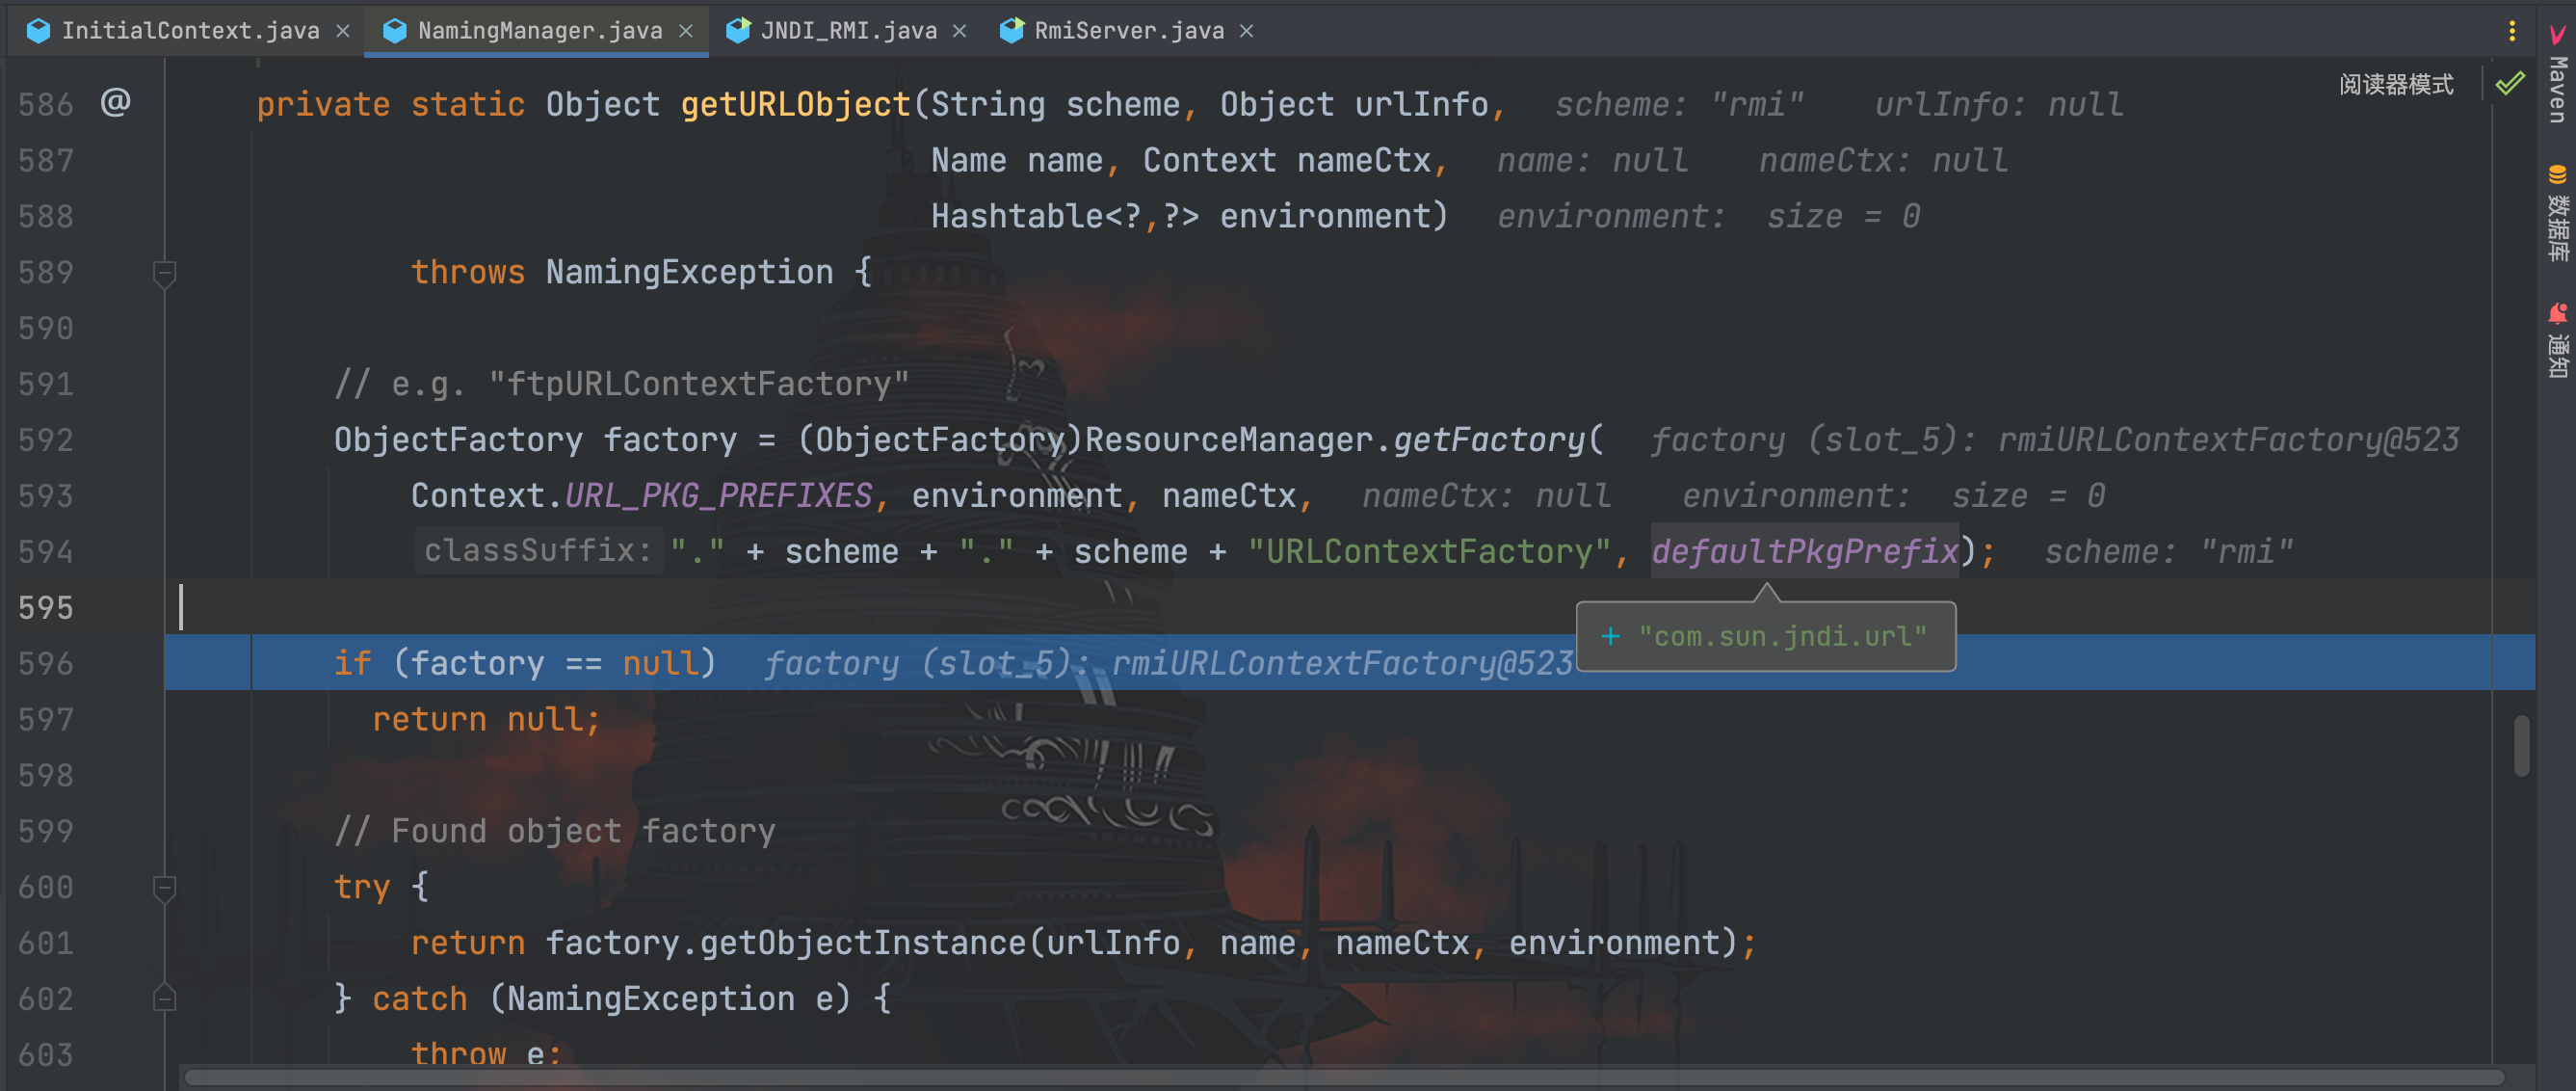 InitialContext.java NamingManager.java JNDI_RMI.java RmiServer.java
阅读器模式
586 @ private static Object getURLObject(String scheme, Object urlInfo, scheme: "rmi" urlInfo: null
587 Name name, Context nameCtx, name: null nameCtx: null
588 Hashtable<?,?> environment) environment: size = 0
589 throws NamingException {
590
591 // e.g. "ftpURLContextFactory"
592 ObjectFactory factory = (ObjectFactory)ResourceManager.getFactory( factory (slot_5): rmiURLContextFactory@523
593 Context.URL_PKG_PREFIXES, environment, nameCtx, nameCtx: null environment: size = 0
594 classSuffix: "." + scheme + "." + scheme + "URLContextFactory", defaultPkgPrefix); scheme: "rmi"
595
+ "com.sun.jndi.url"
596 if (factory == null) factory (slot_5): rmiURLContextFactory@523
597 return null;
598
599 // Found object factory
600 try {
601 return factory.getObjectInstance(urlInfo, name, nameCtx, environment);
602 } catch (NamingException e) {
603 throw e;
Maven
数据库
通知